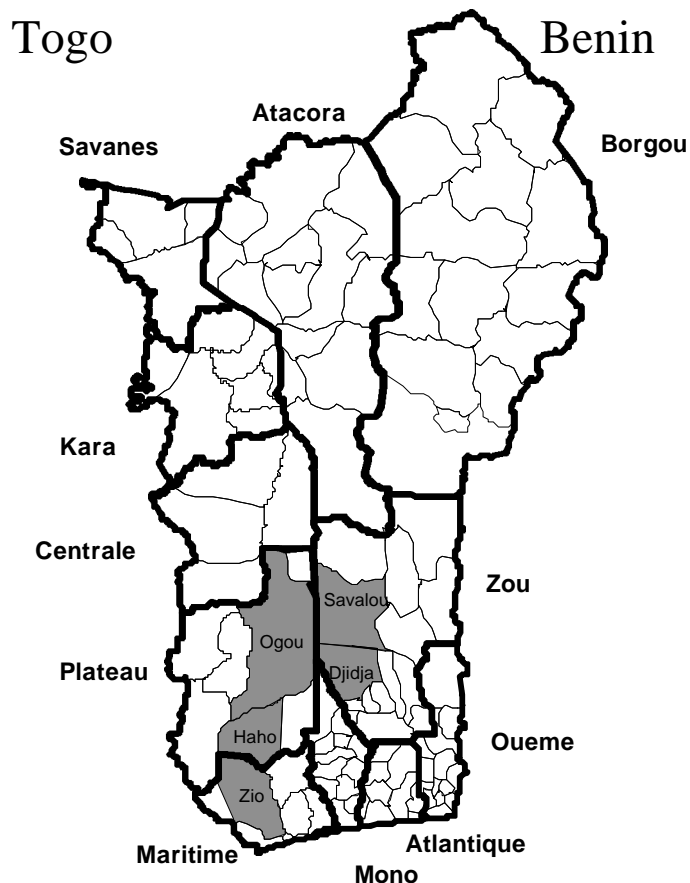 Togo
Benin
Atacora
Borgou
Savanes
Kara
Centrale
Zou
Savalou
Ogou
Plateau
Djidja
Haho
Oueme
Zio
Atlantique
Maritime
Mono